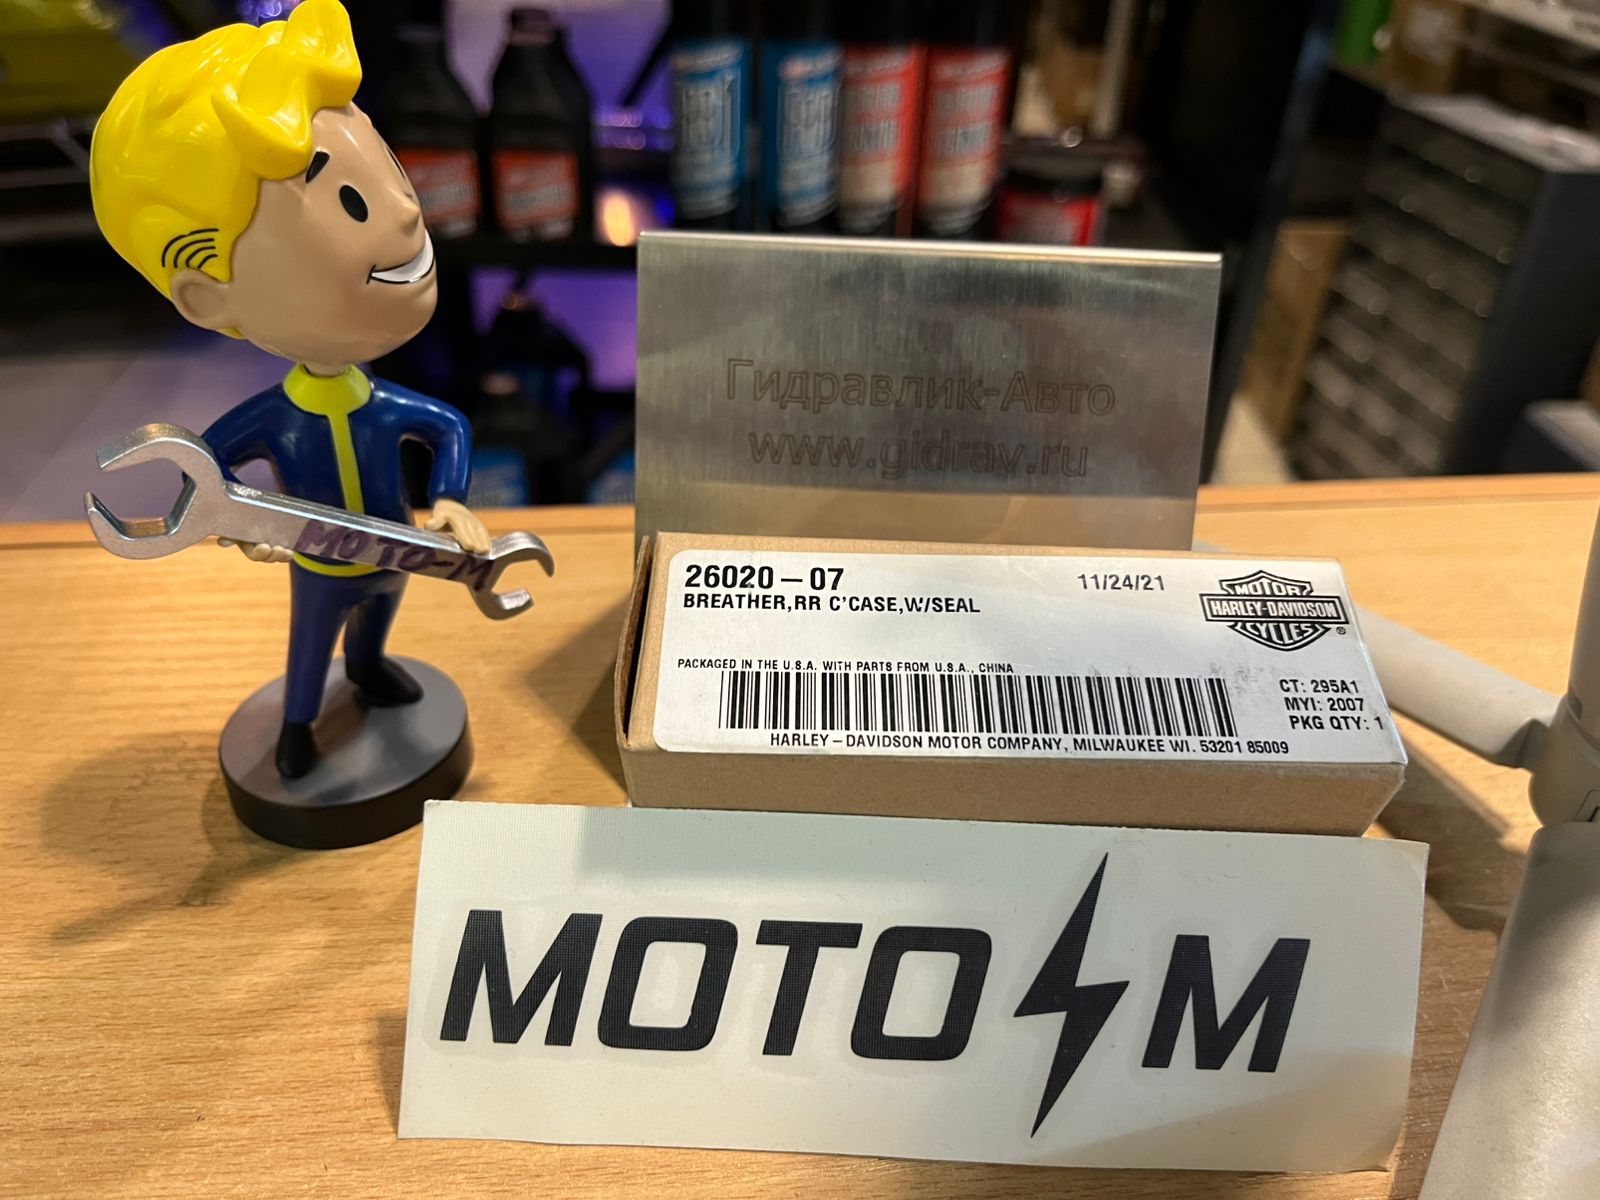 Гидравлик-Авто
www.gidrav.ru
MOTO-M
26020-07
11/24/21
BREATHER,RR C'CASE,W/SEAL
MOTOR
HARLEY-DAVIDSON
CYCLES
®
PACKAGED IN THE U.S.A. WITH PARTS FROM U.S.A., CHINA
CT: 295A1
MYI: 2007
PKG QTY: 1
HARLEY-DAVIDSON MOTOR COMPANY, MILWAUKEE WI. 53201 85009
MOTO M